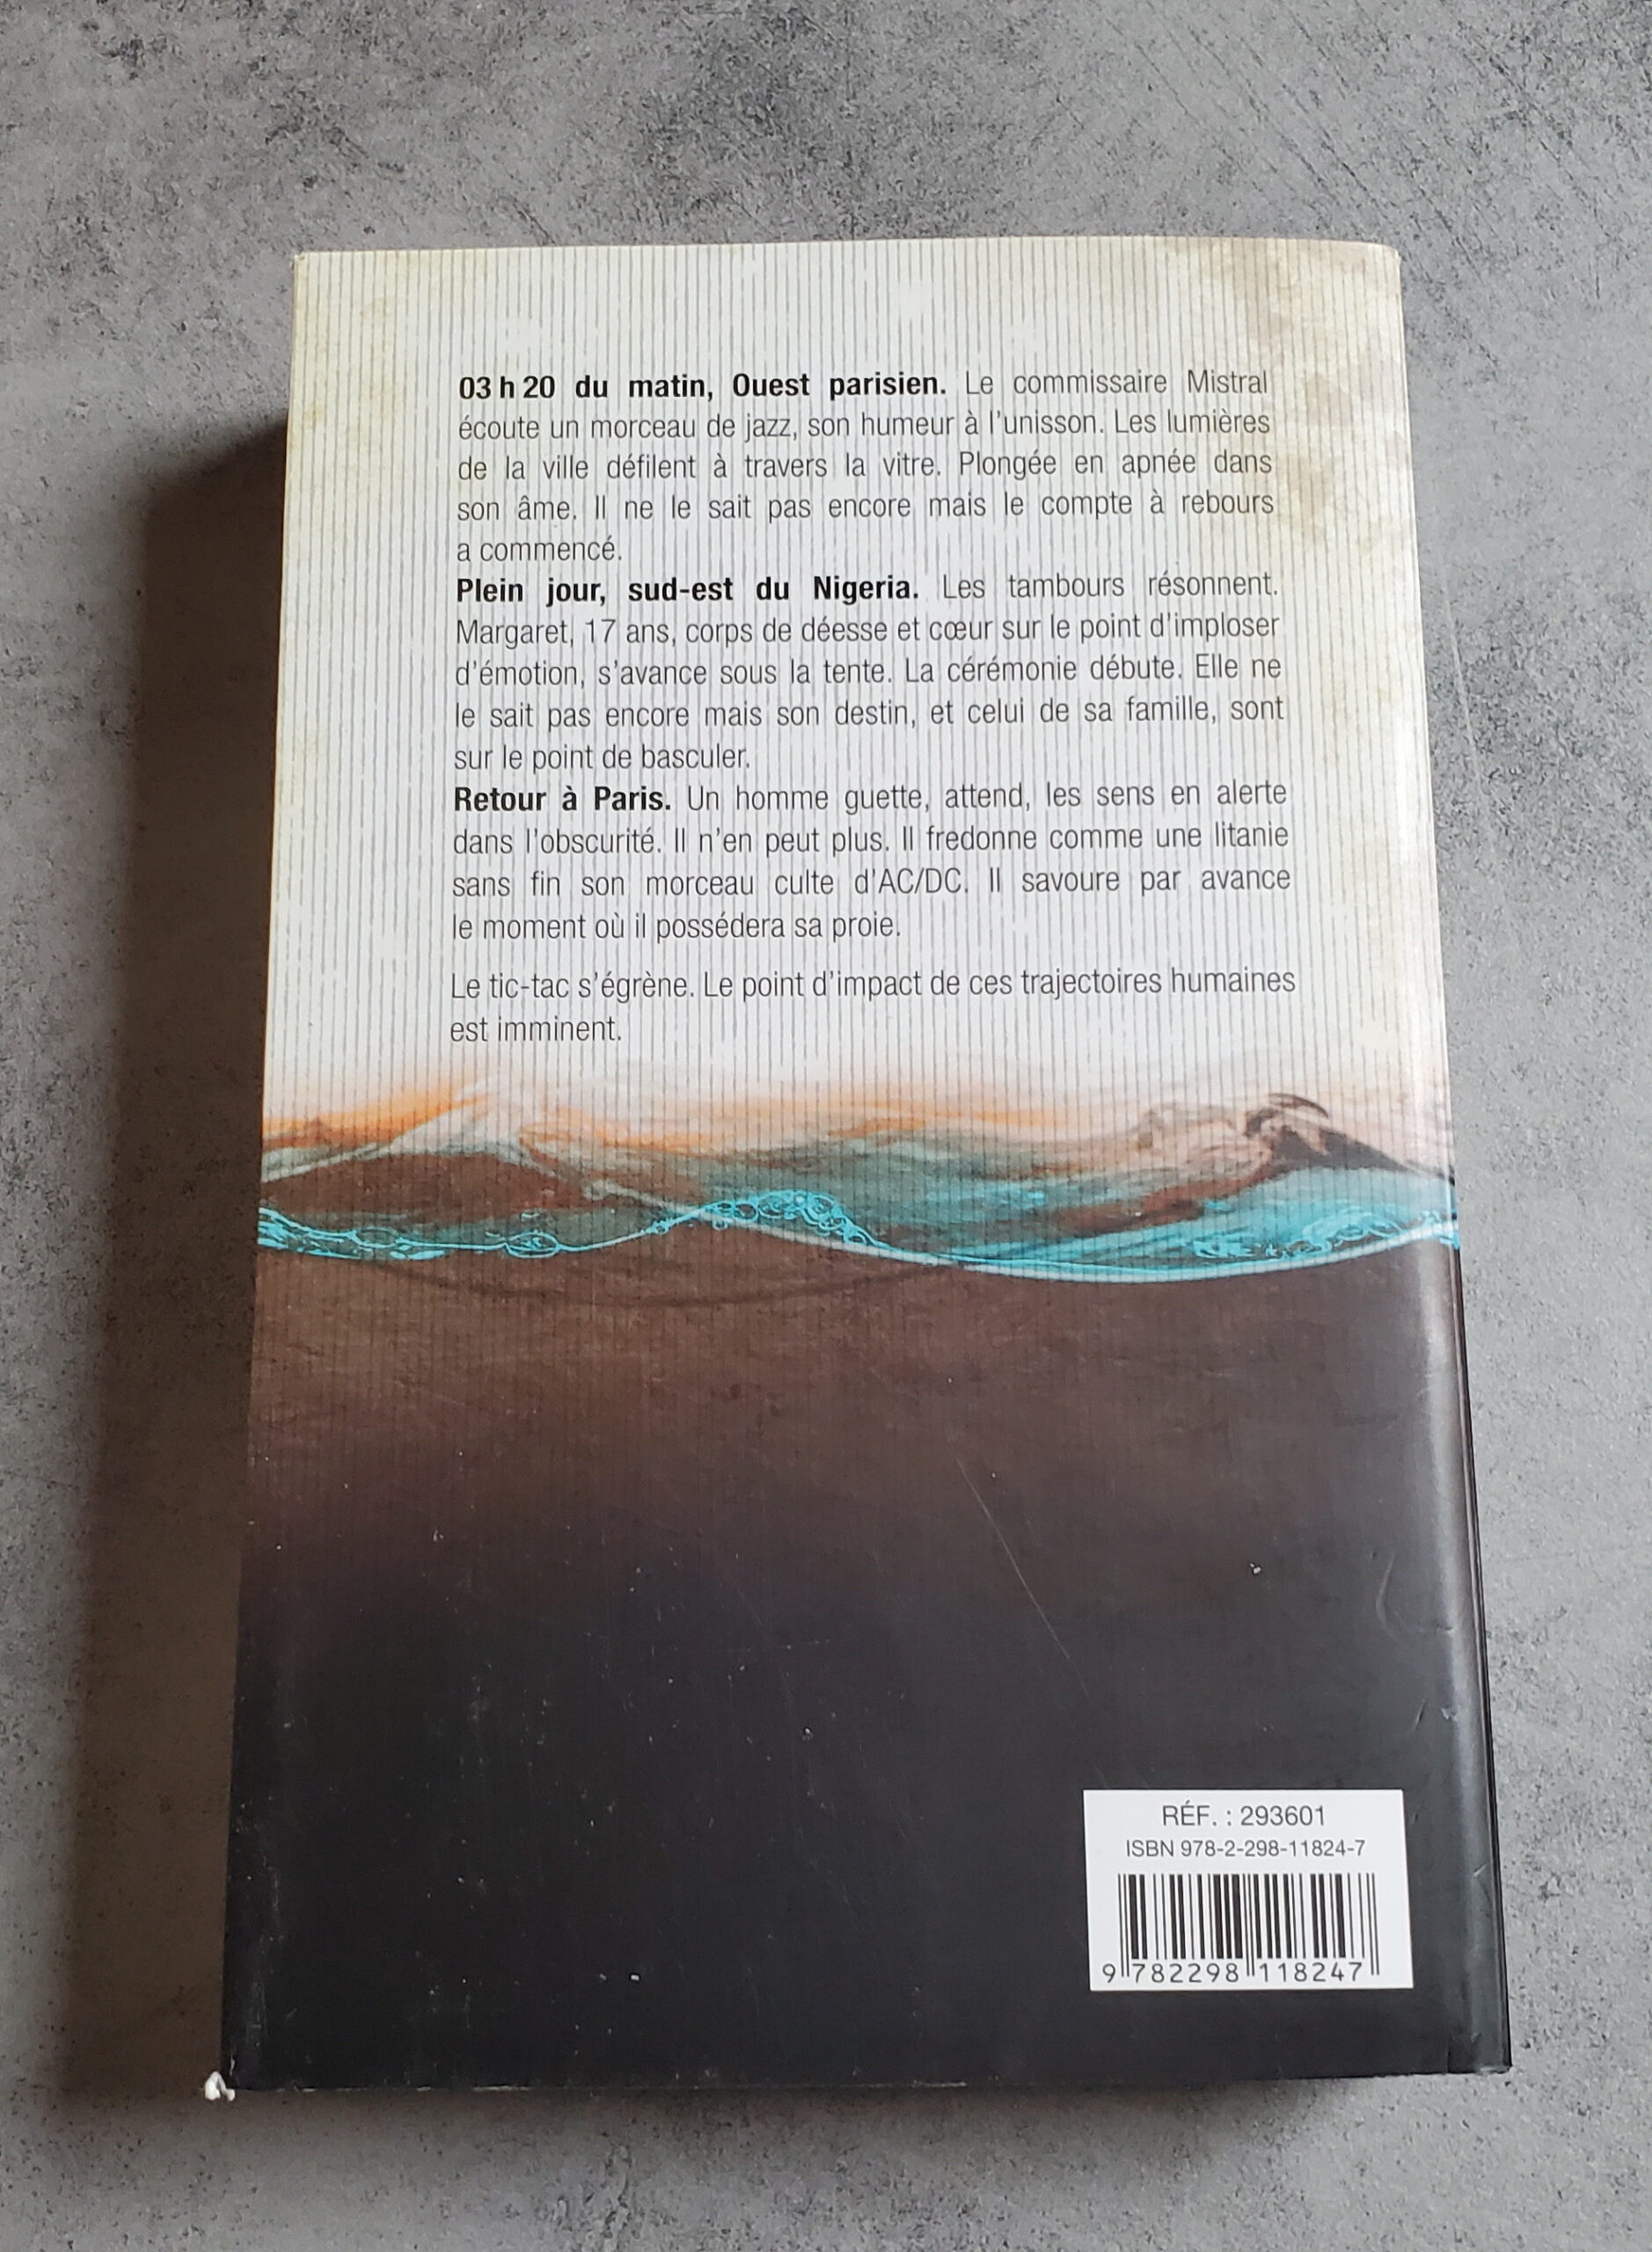 03 h 20 du matin, Ouest parisien. Le commissaire Mistral
écoute un morceau de jazz, son humeur à l'unisson. Les lumières
de la ville défilent à travers la vitre. Plongée en apnée dans
son âme. Il ne le sait pas encore mais le compte à rebours
a commencé.
Plein jour, sud-est du Nigeria. Les tambours résonnent.
Margaret, 17 ans, corps de déesse et cœur sur le point d'imploser
d'émotion, s'avance sous la tente. La cérémonie débute. Elle ne
le sait pas encore mais son destin, et celui de sa famille, sont
sur le point de basculer.
Retour à Paris. Un homme guette, attend, les sens en alerte
dans l'obscurité. Il n'en peut plus. Il fredonne comme une litanie
sans fin son morceau culte d'AC/DC. Il savoure par avance
le moment où il possédera sa proie.
Le tic-tac s'égrène. Le point d'impact de ces trajectoires humaines
est imminent.
RÉF. : 293601
ISBN 978-2-298-11824-7
9 782298 118247